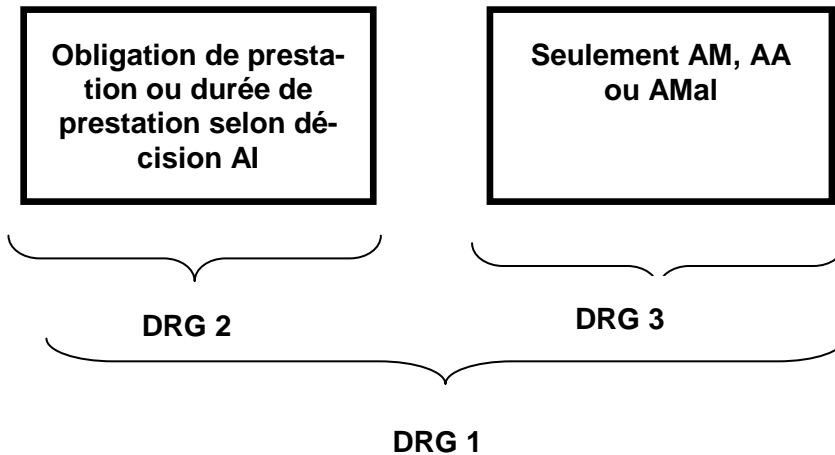 Obligation de presta-
tion ou durée de
prestation selon dé-
cision AI
Seulement AM, AA
ou AMal
DRG 2
DRG 3
DRG 1